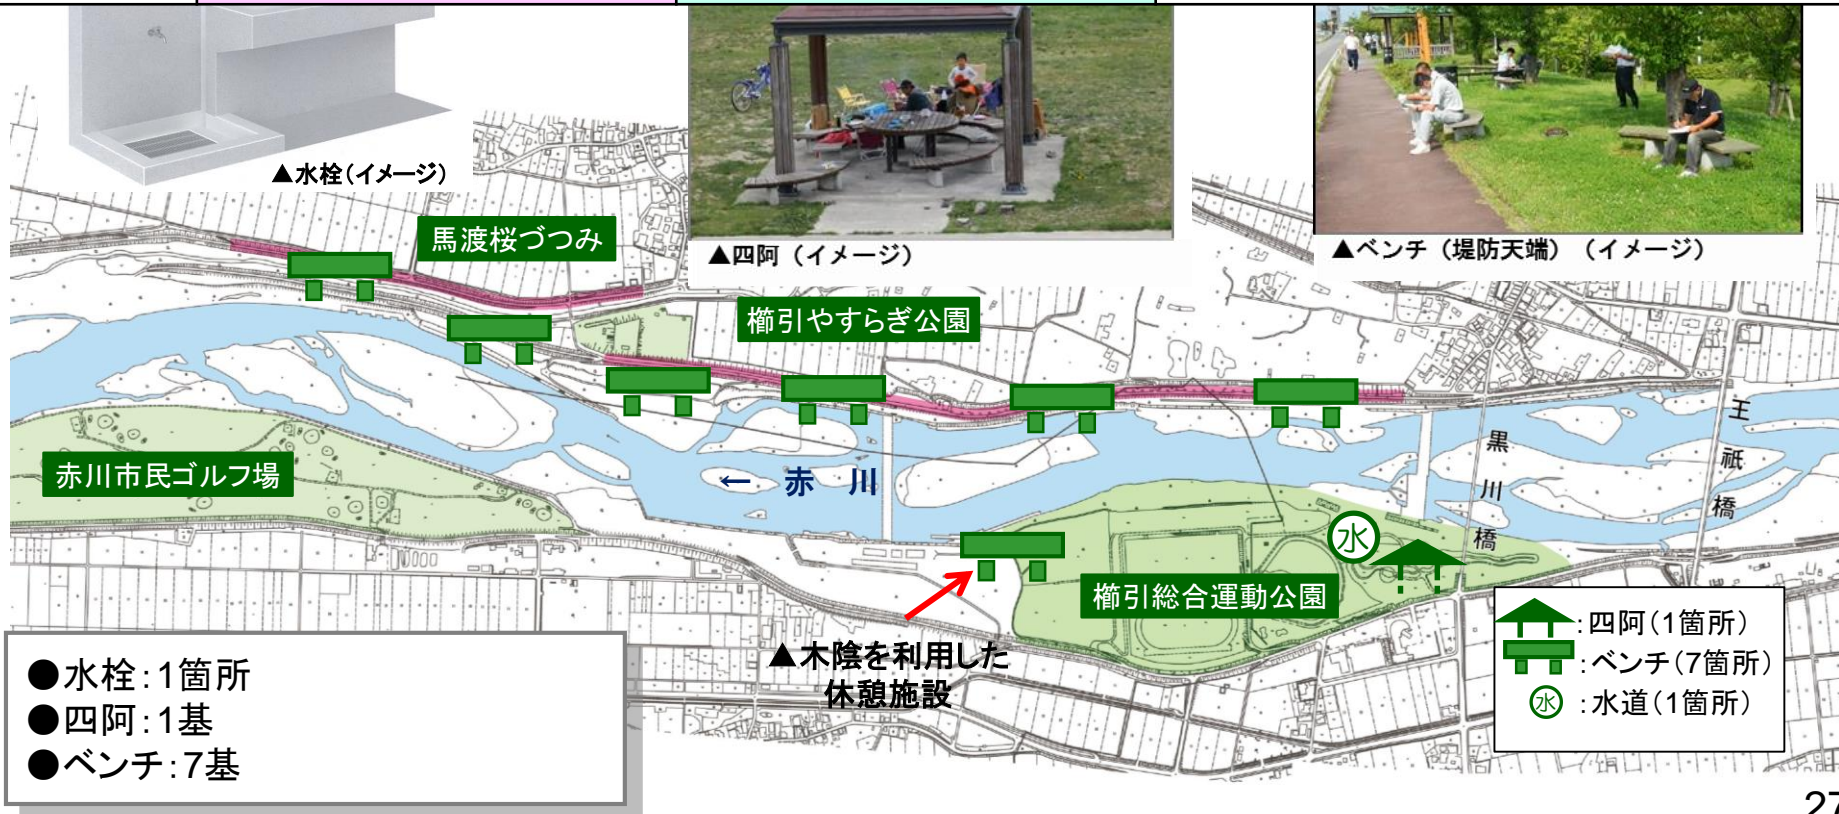 ▲水栓（イメージ）
▲四阿（イメージ）
▲ベンチ（堤防天端）（イメージ）
馬渡桜づつみ
櫛引やすらぎ公園
赤川市民ゴルフ場
← 赤 川
黒川橋
王祇橋
水
櫛引総合運動公園
▲木陰を利用した
休憩施設
●水栓：1箇所
●四阿：1基
●ベンチ：7基
：四阿（1箇所）
：ベンチ（7箇所）
水：水道（1箇所）
27